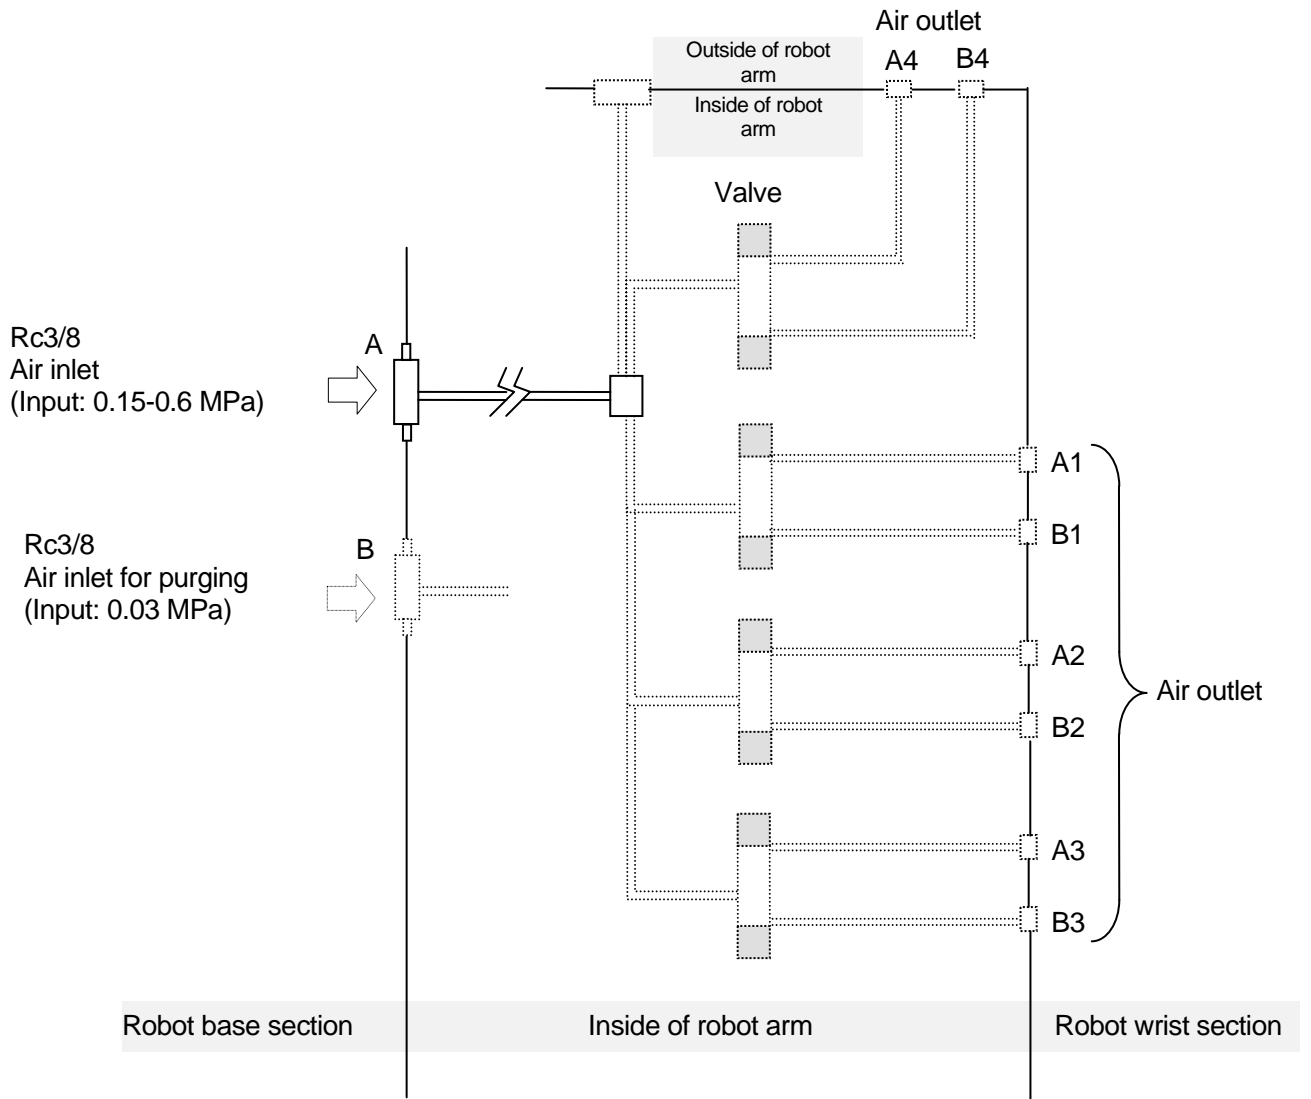 Air outlet
A4
B4
Outside of robot
arm
Inside of robot
arm
Valve
Rc3/8
Air inlet
(Input: 0.15-0.6 MPa)
A
A1
B1
Rc3/8
Air inlet for purging
(Input: 0.03 MPa)
B
A2
B2
Air outlet
A3
B3
Robot base section
Inside of robot arm
Robot wrist section